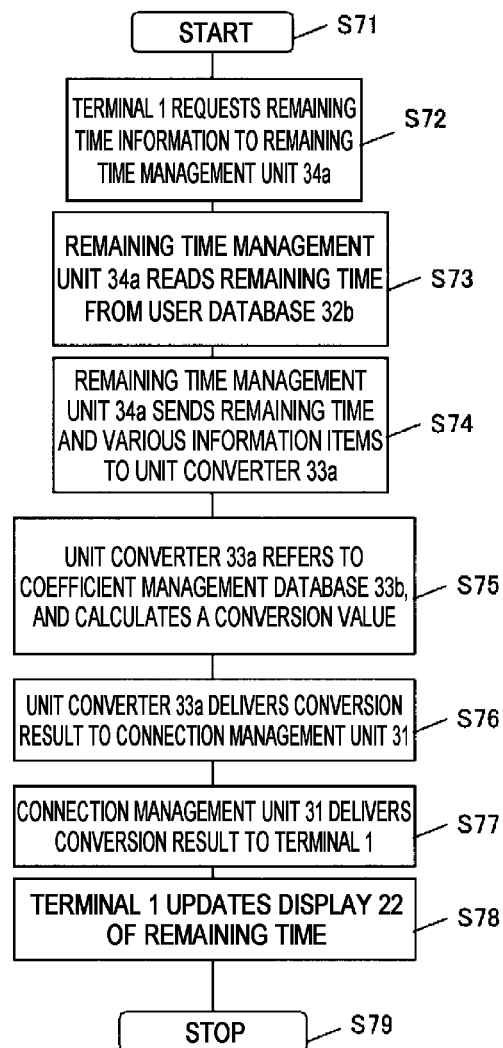 START
S71
TERMINAL 1 REQUESTS REMAINING
TIME INFORMATION TO REMAINING
TIME MANAGEMENT UNIT 34a
S72
REMAINING TIME MANAGEMENT
UNIT 34a READS REMAINING TIME
FROM USER DATABASE 32b
S73
REMAINING TIME MANAGEMENT
UNIT 34a SENDS REMAINING TIME
AND VARIOUS INFORMATION ITEMS
TO UNIT CONVERTER 33a
S74
UNIT CONVERTER 33a REFERS TO
COEFFICIENT MANAGEMENT DATABASE 33b,
AND CALCULATES A CONVERSION VALUE
S75
UNIT CONVERTER 33a DELIVERS CONVERSION
RESULT TO CONNECTION MANAGEMENT UNIT 31
S76
CONNECTION MANAGEMENT UNIT 31 DELIVERS
CONVERSION RESULT TO TERMINAL 1
S77
TERMINAL 1 UPDATES DISPLAY 22
OF REMAINING TIME
S78
STOP
S79